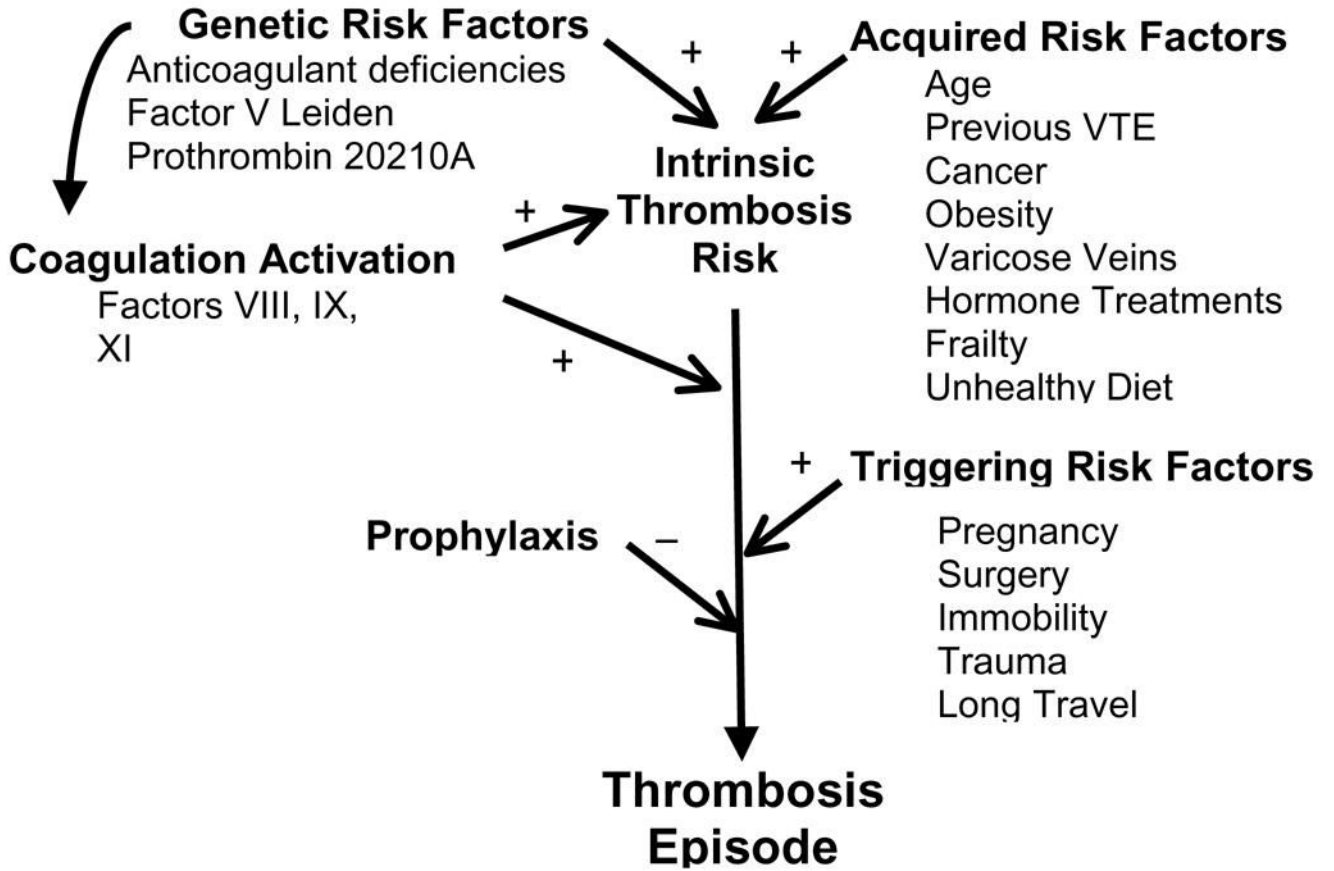 Genetic Risk Factors
Anticoagulant deficiencies
Factor V Leiden
Prothrombin 20210A
+
+
Acquired Risk Factors
Age
Previous VTE
Cancer
Obesity
Varicose Veins
Hormone Treatments
Frailty
Unhealthy Diet
Intrinsic
Thrombosis
Risk
+
Coagulation Activation
Factors VIII, IX,
XI
+
+
Triggering Risk Factors
Pregnancy
Surgery
Immobility
Trauma
Long Travel
Prophylaxis
–
Thrombosis
Episode